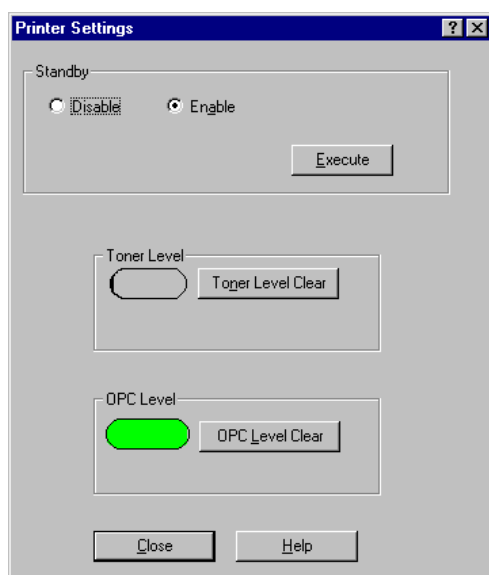 Printer Settings
Standby
Disable Enable
Execute
Toner Level
Toner Level Clear
OPC Level
OPC Level Clear
Close Help